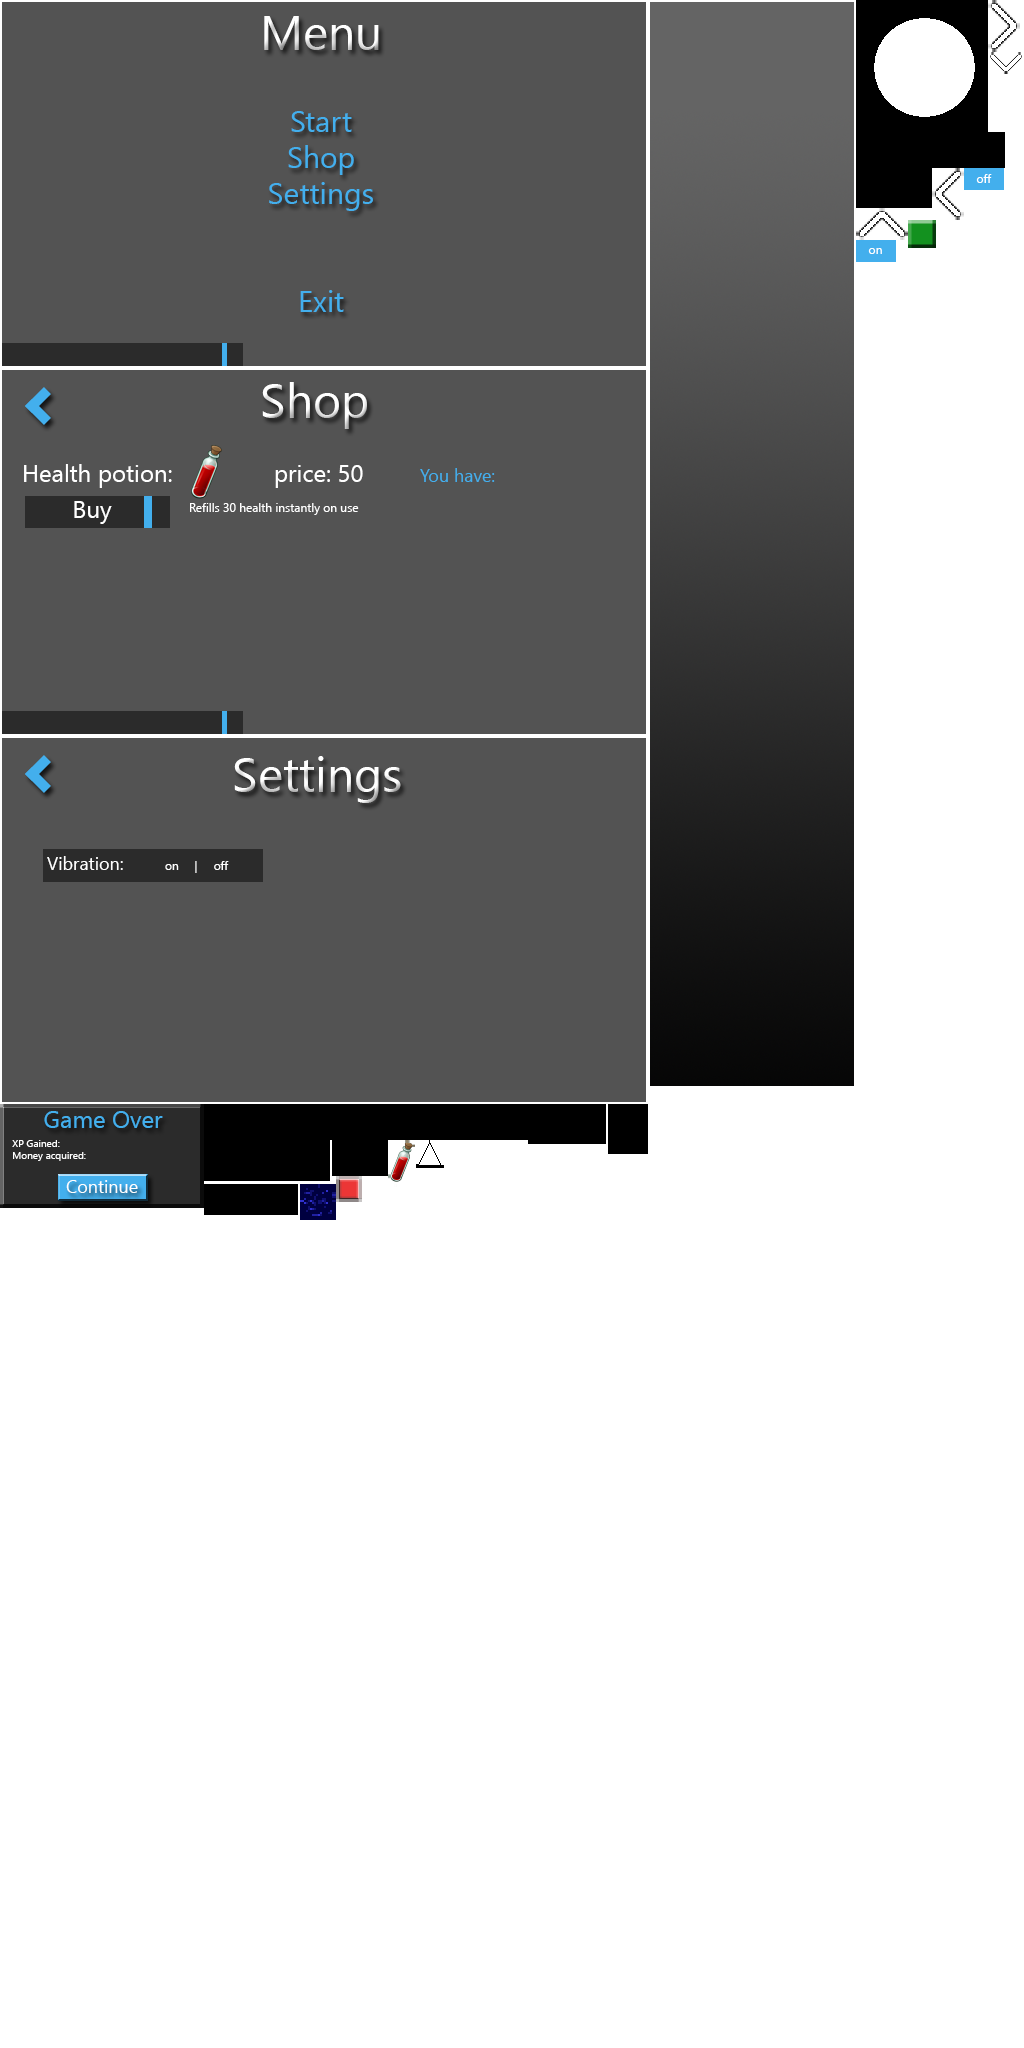 Menu
Start
Shop
Settings
Exit
Shop
Health potion:
price: 50
You have:
Buy
Refills 30 health instantly on use
Settings
Vibration: on | off
Game Over
XP Gained:
Money acquired:
Continue
off
on